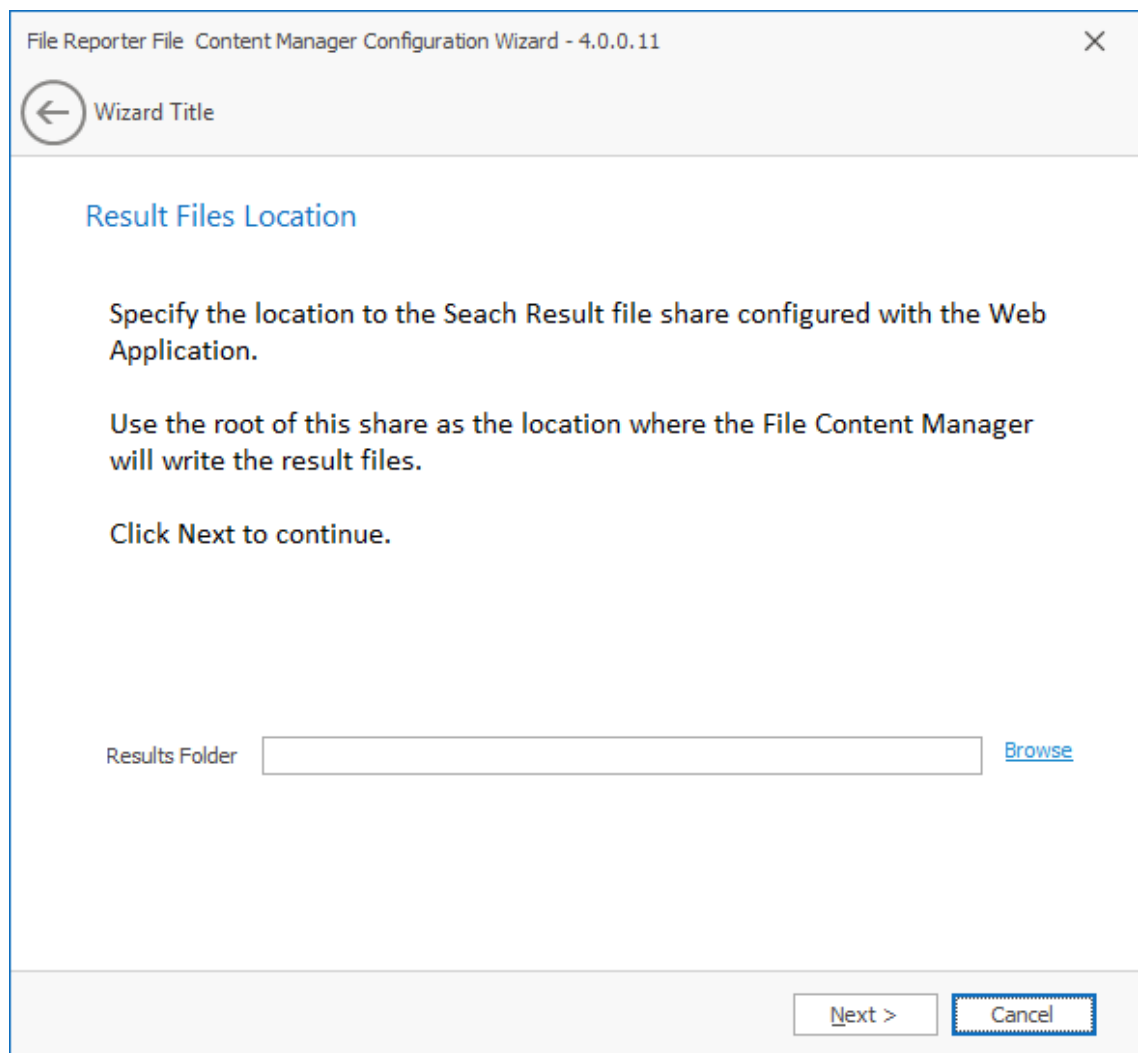 File Reporter File  Content Manager Configuration Wizard - 4.0.0.11
Wizard Title
Result Files Location
Specify the location to the Seach Result file share configured with the Web
Application.
Use the root of this share as the location where the File Content Manager
will write the result files.
Click Next to continue.
Results Folder
Browse
Next >
Cancel